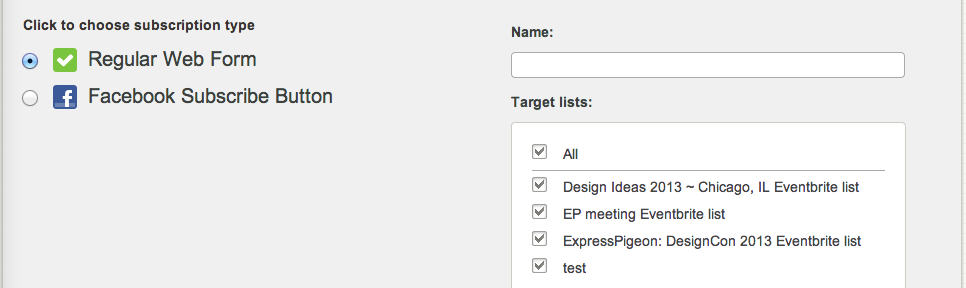 Click to choose subscription type
Regular Web Form
Facebook Subscribe Button
Name:
Target lists:
All
Design Ideas 2013 ~ Chicago, IL Eventbrite list
EP meeting Eventbrite list
ExpressPigeon: DesignCon 2013 Eventbrite list
test